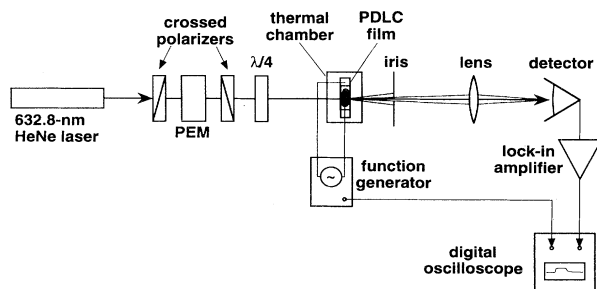 thermal
chamber
PDLC
film
crossed
polarizers
λ/4
iris
lens
detector
632.8-nm
HeNe laser
PEM
lock-in
amplifier
function
generator
~
digital
oscilloscope